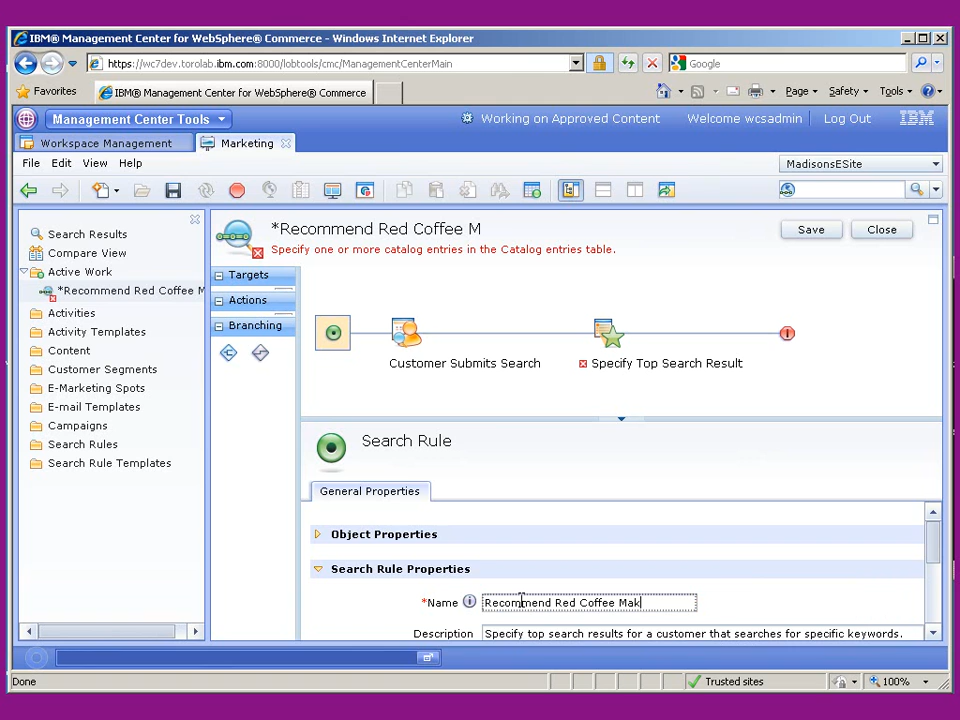 IBM® Management Center for WebSphere® Commerce - Windows Internet Explorer
https://wc7dev.torolab.ibm.com:8000/lobtools/cmc/ManagementCenterMain
Google
Favorites
IBM® Management Center for WebSphere® Commerce
Page
Safety
Tools
Management Center Tools
Working on Approved Content
Welcome wcsadmin
Log Out
IBM
Workspace Management
Marketing
File Edit View Help
MadisonsESite
Search Results
Compare View
Active Work
*Recommend Red Coffee M
Activities
Activity Templates
Content
Customer Segments
E-Marketing Spots
E-mail Templates
Campaigns
Search Rules
Search Rule Templates
*Recommend Red Coffee M
Specify one or more catalog entries in the Catalog entries table.
Save
Close
Targets
Actions
Branching
Customer Submits Search
Specify Top Search Result
Search Rule
General Properties
Object Properties
Search Rule Properties
*Name
Recommend Red Coffee Mak
Description
Specify top search results for a customer that searches for specific keywords.
Done
Trusted sites
100%